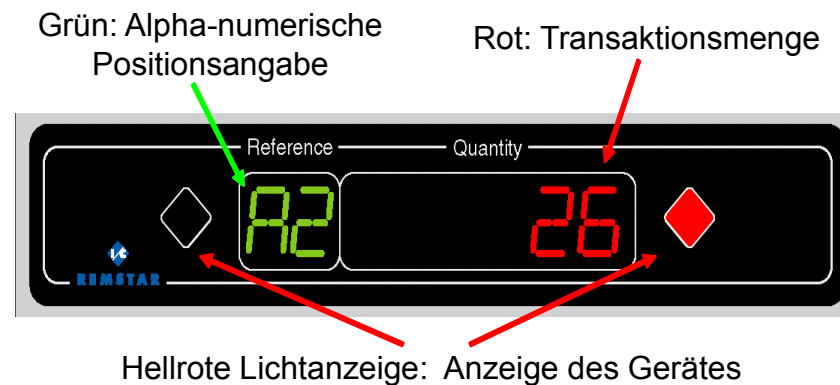 Grün: Alpha-numerische
Positionsangabe
Rot: Transaktionsmenge
Reference
Quantity
A2
26
REMSTAR
Hellrote Lichtanzeige: Anzeige des Gerätes